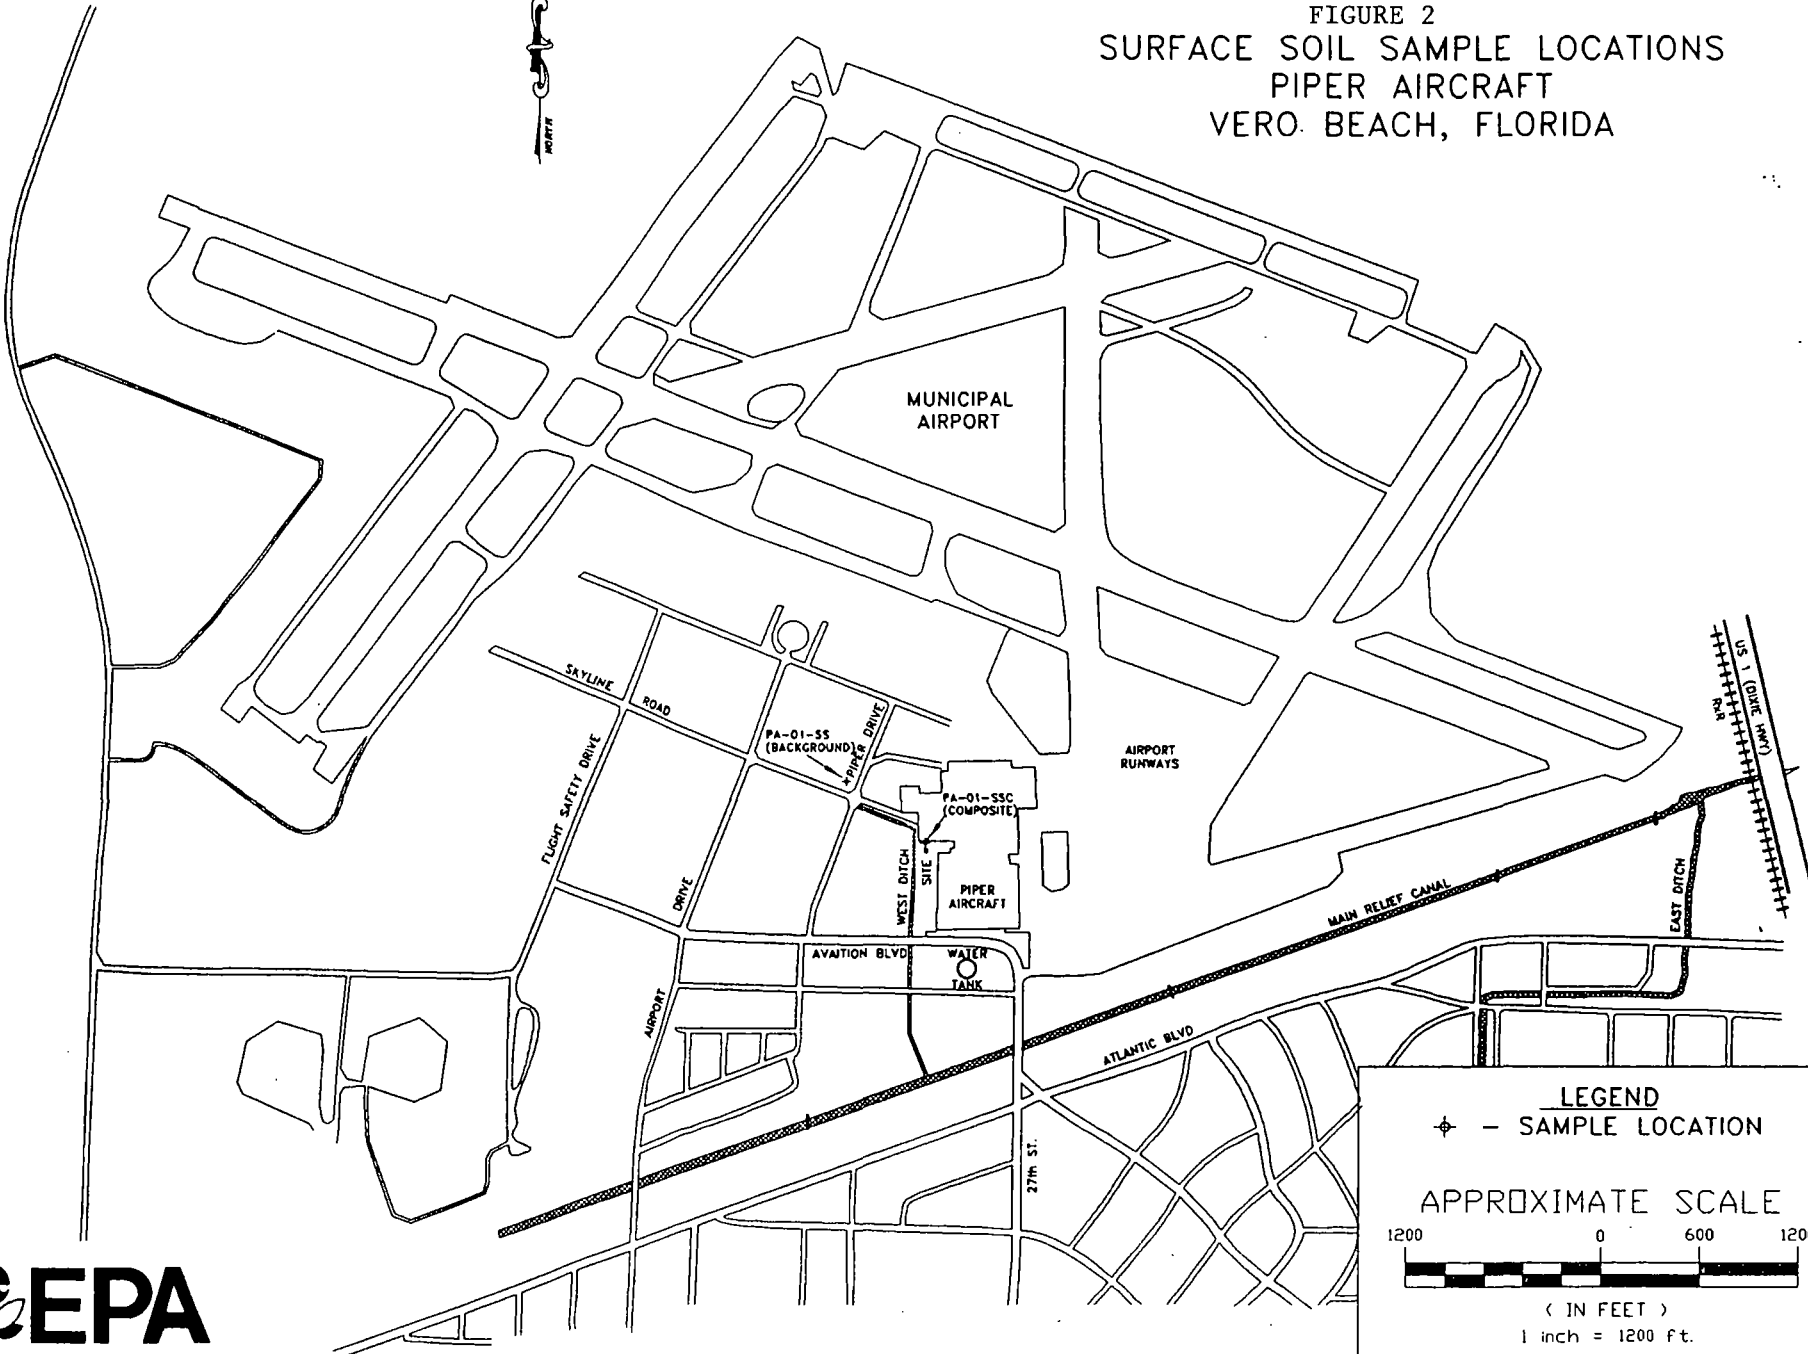 FIGURE 2
SURFACE SOIL SAMPLE LOCATIONS
PIPER AIRCRAFT
VERO BEACH, FLORIDA
NORTH
MUNICIPAL
AIRPORT
US 1 (DIXIE HWY)
RxR
SKYLINE
ROAD
PIPER DRIVE
PA-01-SS
(BACKGROUND)
AIRPORT
RUNWAYS
FLIGHT SAFETY DRIVE
PA-01-SSC
(COMPOSITE)
WEST DITCH
SITE
DRIVE
PIPER
AIRCRAFT
MAIN RELIEF CANAL
EAST DITCH
AVAITION BLVD
WATER
TANK
AIRPORT
ATLANTIC BLVD
27th ST.
LEGEND
- SAMPLE LOCATION
APPROXIMATE SCALE
1200 0 600 120
( IN FEET )
1 inch = 1200 ft.
EPA